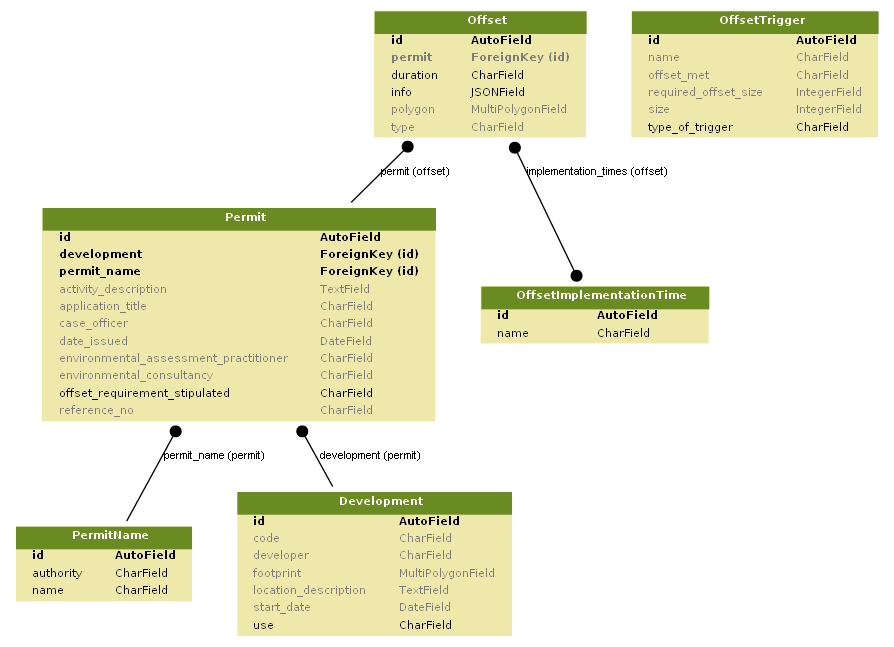 Offset
id AutoField
permit ForeignKey (id)
duration CharField
info JSONField
polygon MultiPolygonField
type CharField
OffsetTrigger
id AutoField
name CharField
offset_met CharField
required_offset_size IntegerField
size IntegerField
type_of_trigger CharField
permit (offset)
implementation_times (offset)
Permit
id AutoField
development ForeignKey (id)
permit_name ForeignKey (id)
activity_description TextField
application_title CharField
case_officer CharField
date_issued DateField
environmental_assessment_practitioner CharField
environmental_consultancy CharField
offset_requirement_stipulated CharField
reference_no CharField
OffsetImplementationTime
id AutoField
name CharField
permit_name (permit)
development (permit)
PermitName
id AutoField
authority CharField
name CharField
Development
id AutoField
code CharField
developer CharField
footprint MultiPolygonField
location_description TextField
start_date DateField
use CharField